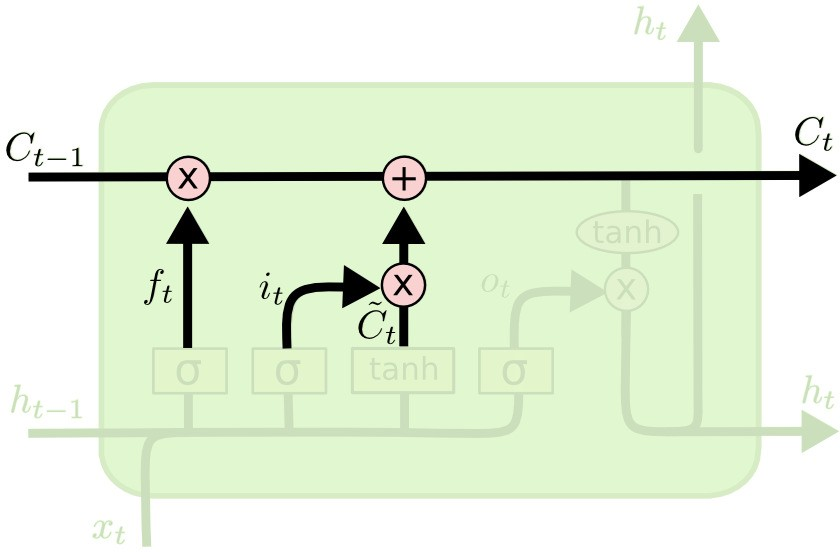 h_t
C_{t-1}
C_t
x
+
tanh
f_t
i_t
x
o_t
x
C̃_t
σ
σ
tanh
σ
h_{t-1}
h_t
x_t